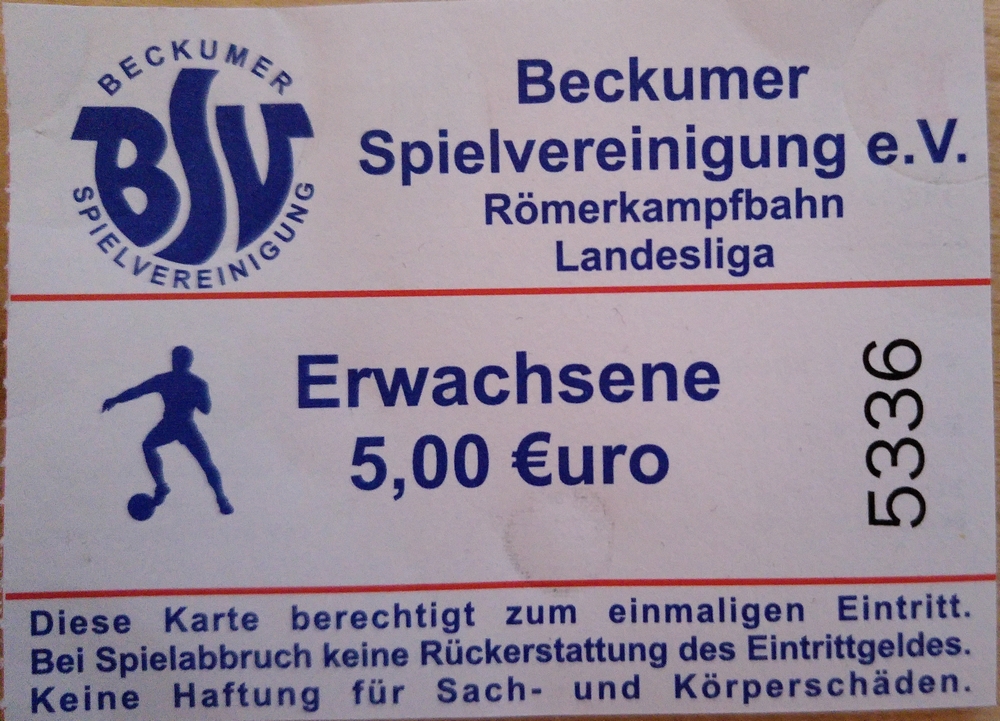 BECKUMER
BSV
SPIELVEREINIGUNG
Beckumer
Spielvereinigung e.V.
Römerkampfbahn
Landesliga
Erwachsene
5,00 €uro
5336
Diese Karte berechtigt zum einmaligen Eintritt.
Bei Spielabbruch keine Rückerstattung des Eintrittgeldes.
Keine Haftung für Sach- und Körperschäden.